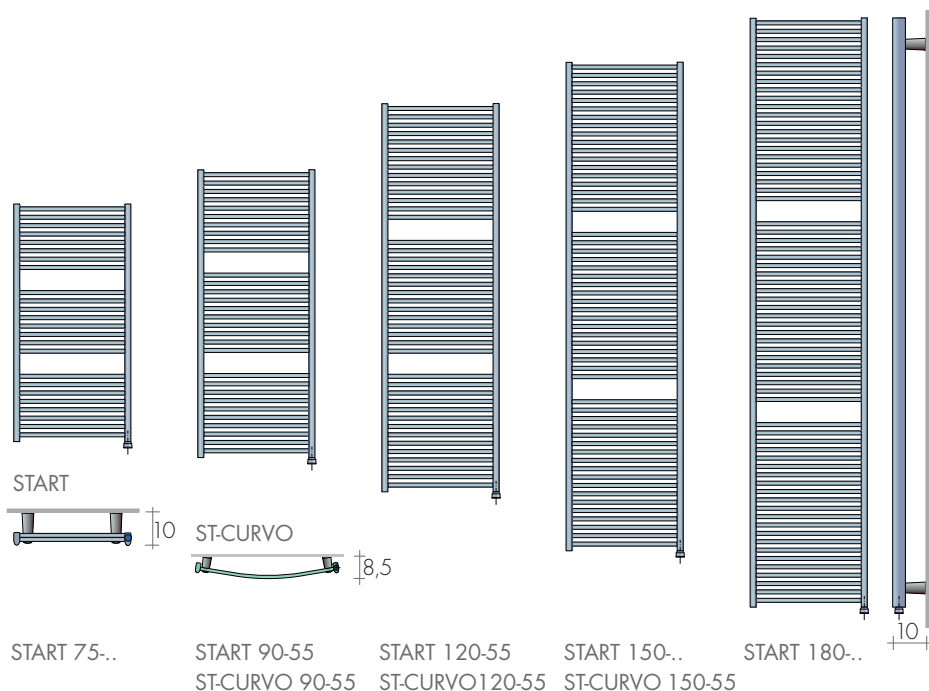 START
10
ST-CURVO
8,5
10
START 75-..
START 90-55
ST-CURVO 90-55
START 120-55
ST-CURVO120-55
START 150-..
ST-CURVO 150-55
START 180-..